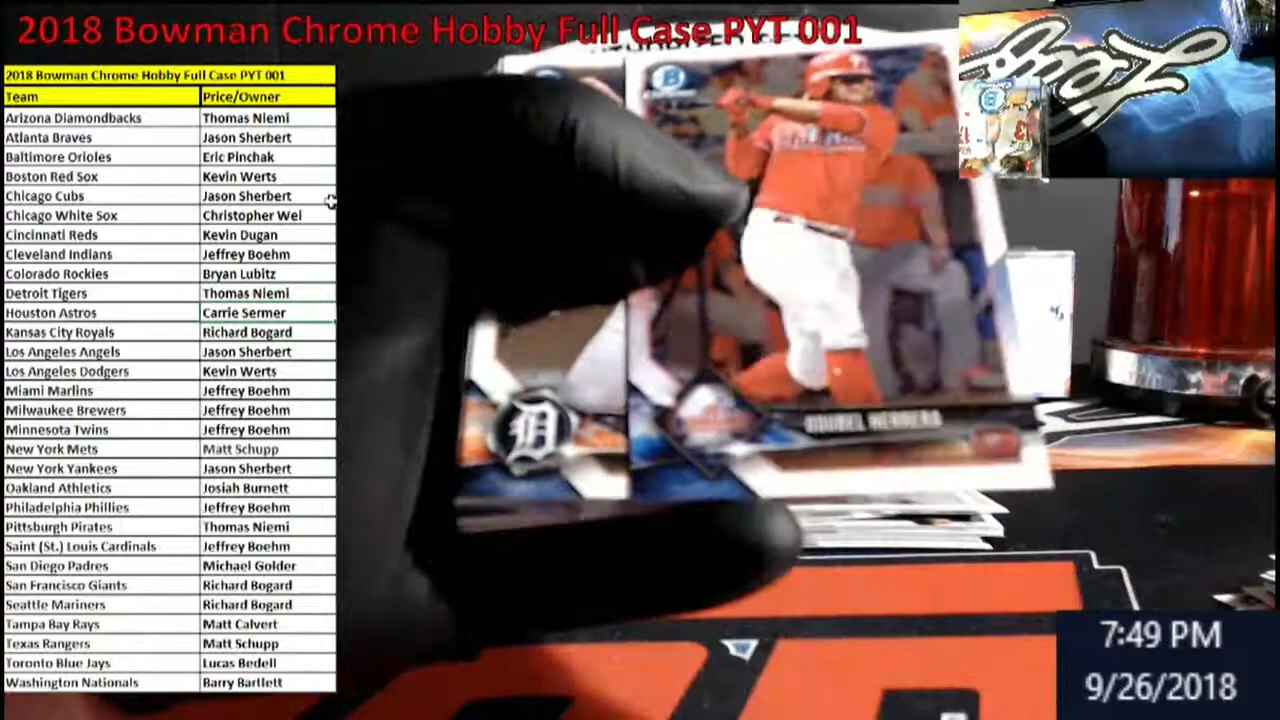 2018 Bowman Chrome Hobby Full Case PYT 001
2018 Bowman Chrome Hobby Full Case PYT 001
Team Price/Owner
Arizona Diamondbacks Thomas Niemi
Atlanta Braves Jason Sherbert
Baltimore Orioles Eric Pinchak
Boston Red Sox Kevin Werts
Chicago Cubs Jason Sherbert
Chicago White Sox Christopher Wel
Cincinnati Reds Kevin Dugan
Cleveland Indians Jeffrey Boehm
Colorado Rockies Bryan Lubitz
Detroit Tigers Thomas Niemi
Houston Astros Carrie Sermer
Kansas City Royals Richard Bogard
Los Angeles Angels Jason Sherbert
Los Angeles Dodgers Kevin Werts
Miami Marlins Jeffrey Boehm
Milwaukee Brewers Jeffrey Boehm
Minnesota Twins Jeffrey Boehm
New York Mets Matt Schupp
New York Yankees Jason Sherbert
Oakland Athletics Josiah Burnett
Philadelphia Phillies Jeffrey Boehm
Pittsburgh Pirates Thomas Niemi
Saint (St.) Louis Cardinals Jeffrey Boehm
San Diego Padres Michael Golder
San Francisco Giants Richard Bogard
Seattle Mariners Richard Bogard
Tampa Bay Rays Matt Calvert
Texas Rangers Matt Schupp
Toronto Blue Jays Lucas Bedell
Washington Nationals Barry Bartlett
B
D
HERRERA
7:49 PM
9/26/2018